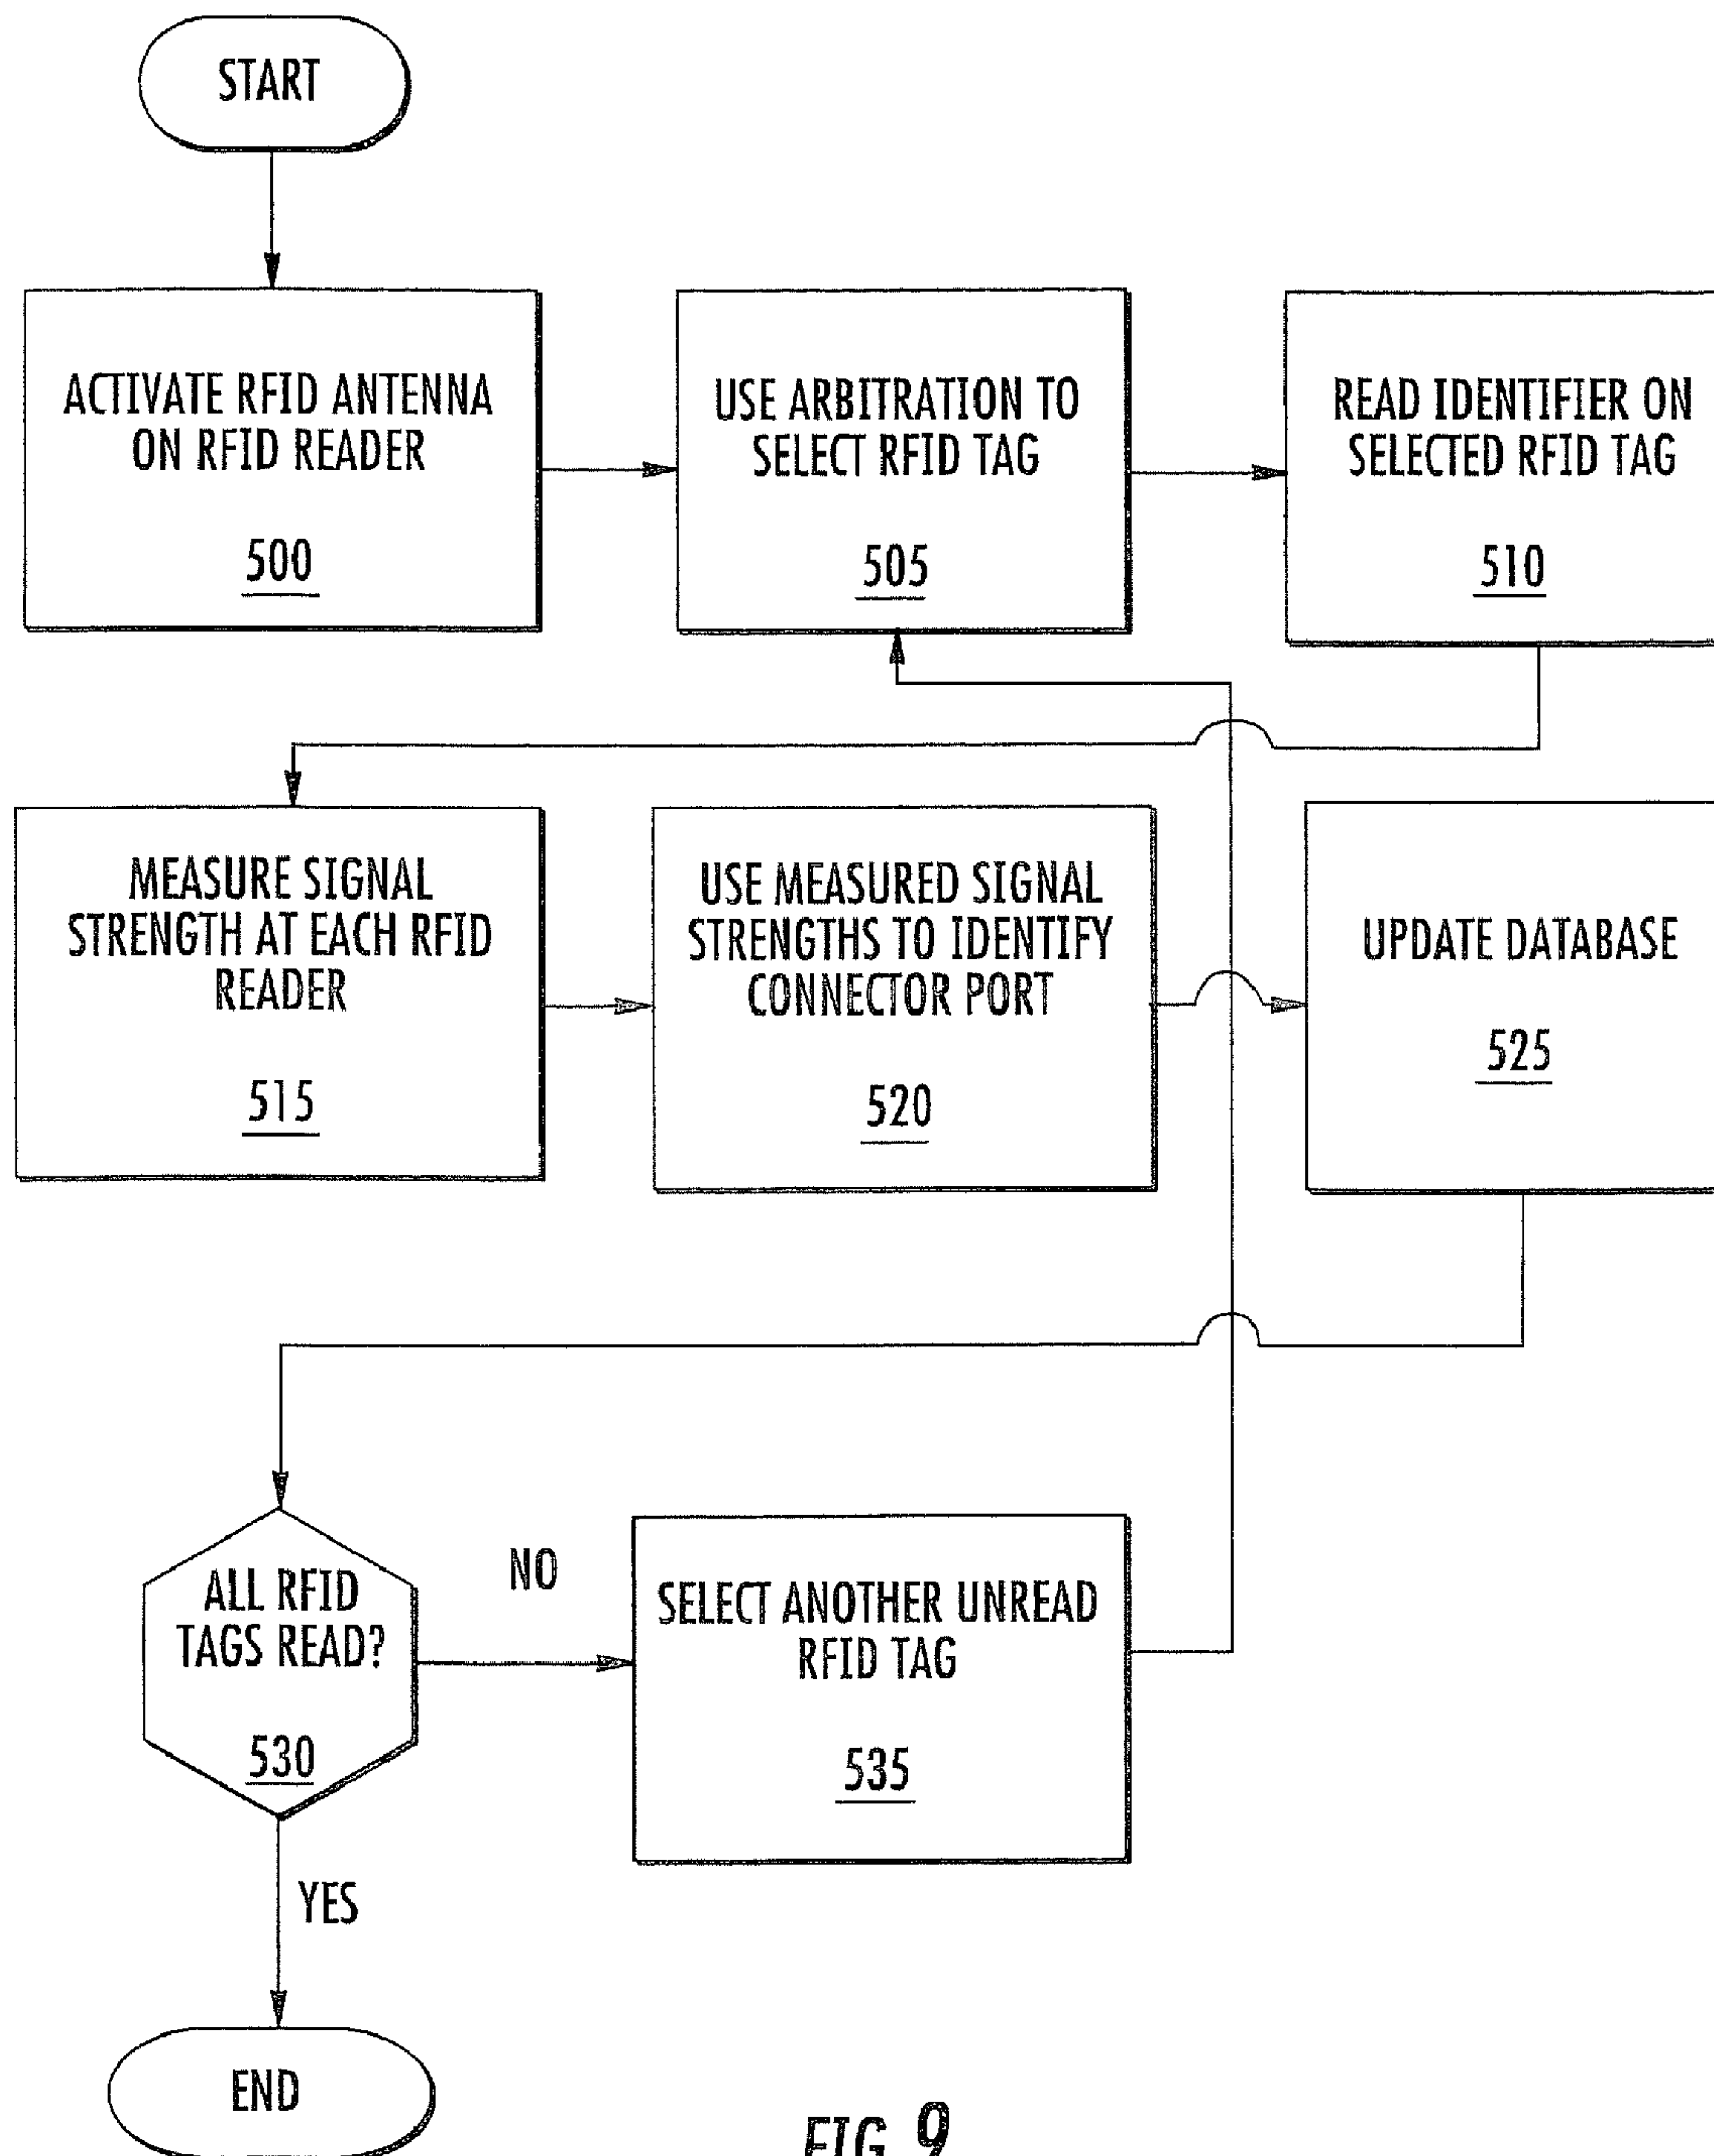 START
ACTIVATE RFID ANTENNA
ON RFID READER
500
USE ARBITRATION TO
SELECT RFID TAG
505
READ IDENTIFIER ON
SELECTED RFID TAG
510
MEASURE SIGNAL
STRENGTH AT EACH RFID
READER
515
USE MEASURED SIGNAL
STRENGTHS TO IDENTIFY
CONNECTOR PORT
520
UPDATE DATABASE
525
ALL RFID
TAGS READ?
530
NO
SELECT ANOTHER UNREAD
RFID TAG
535
YES
END
FIG 9